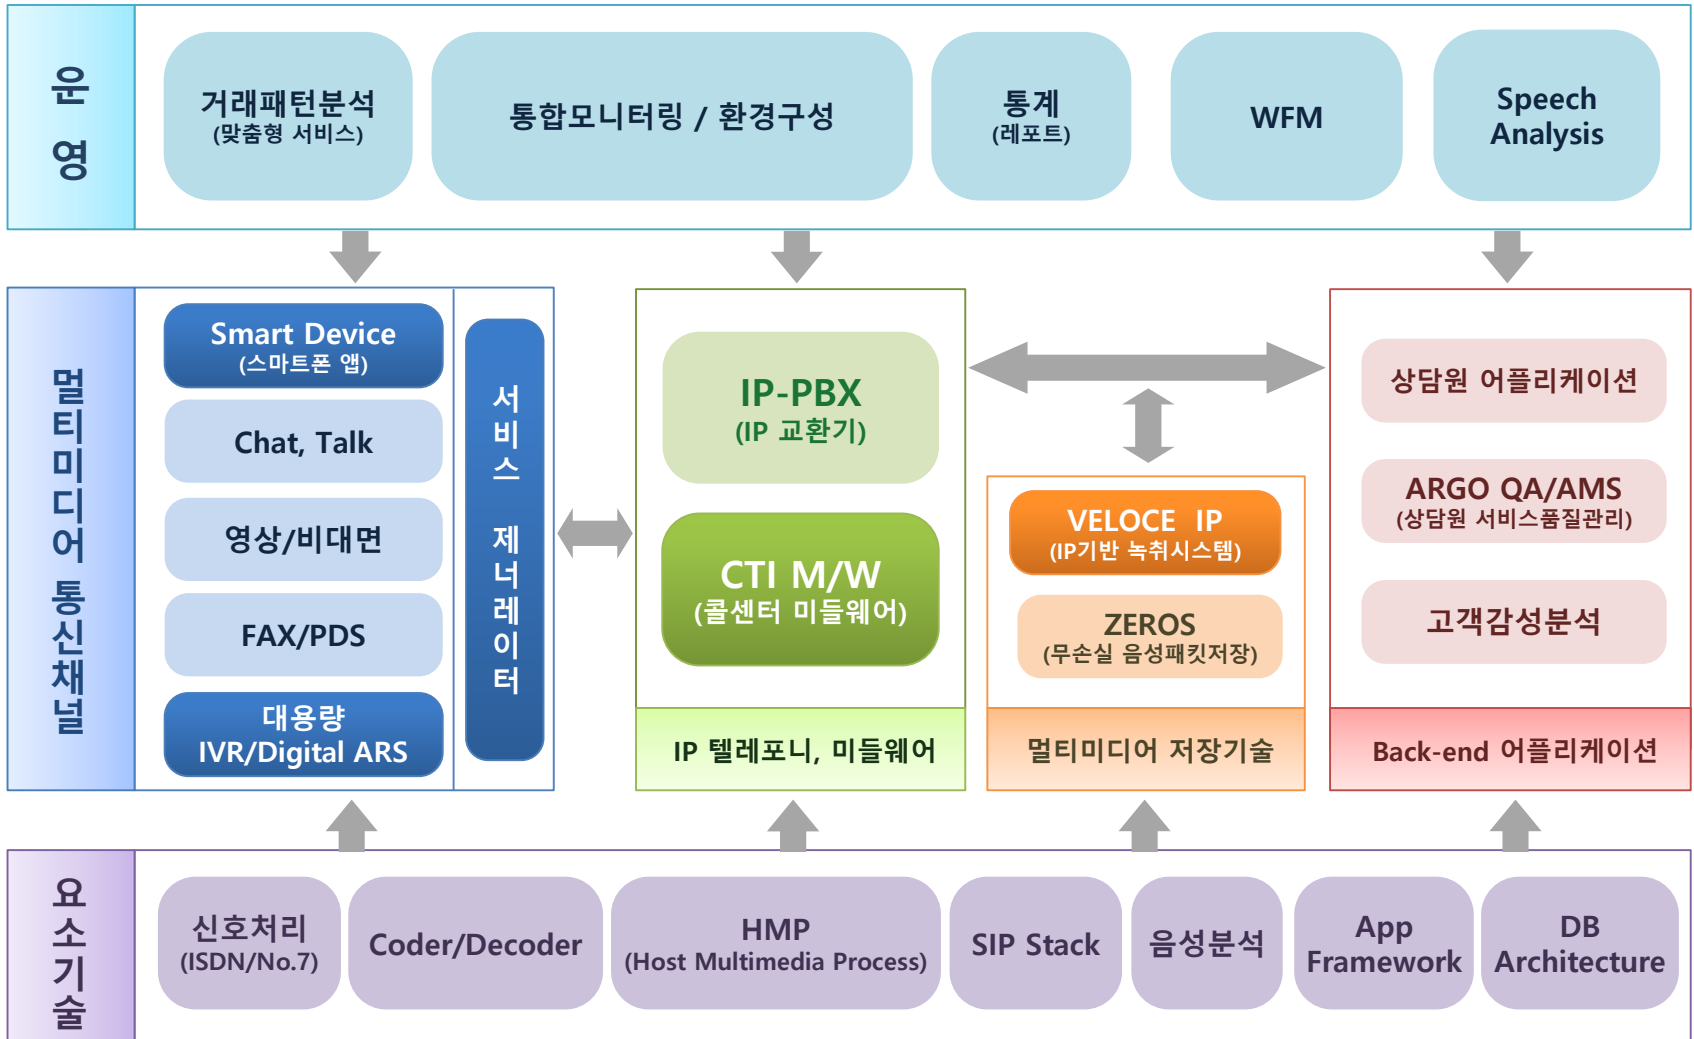 운
영
거래패턴분석
(맞춤형 서비스)
통합모니터링 / 환경구성
통계
(레포트)
WFM
Speech
Analysis
멀티미디어 통신채널
Smart Device
(스마트폰 앱)
Chat, Talk
영상/비대면
FAX/PDS
대용량
IVR/Digital ARS
서비스 제너레이터
IP-PBX
(IP 교환기)
CTI M/W
(콜센터 미들웨어)
IP 텔레포니, 미들웨어
VELOCE IP
(IP기반 녹취시스템)
ZEROS
(무손실 음성패킷저장)
멀티미디어 저장기술
상담원 어플리케이션
ARGO QA/AMS
(상담원 서비스품질관리)
고객감성분석
Back-end 어플리케이션
요소기술
신호처리
(ISDN/No.7)
Coder/Decoder
HMP
(Host Multimedia Process)
SIP Stack
음성분석
App
Framework
DB
Architecture